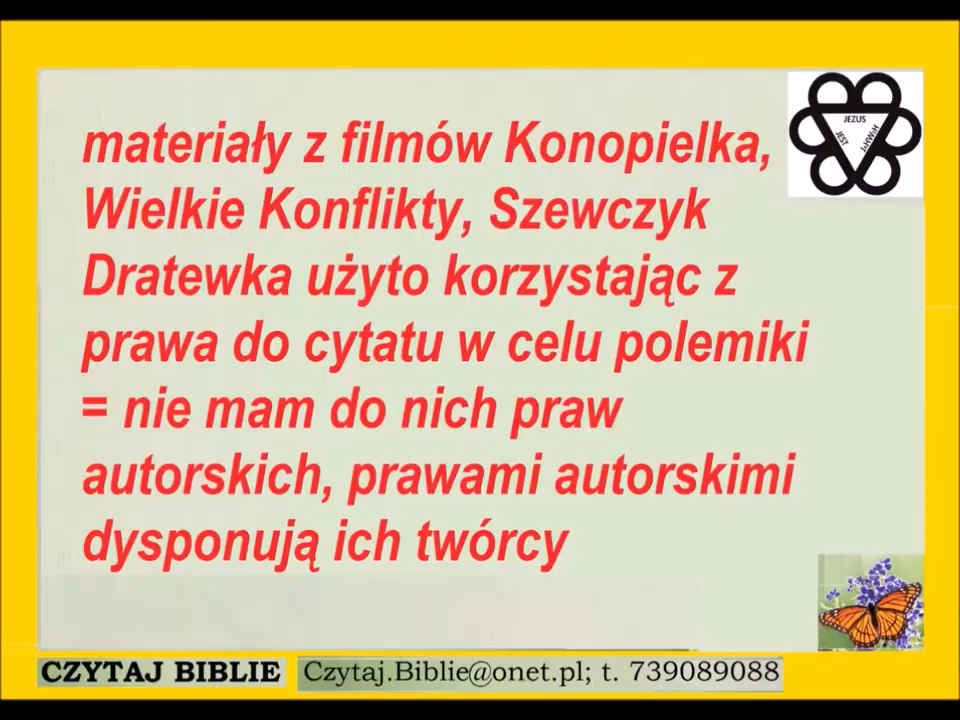 materiały z filmów Konopielka,
Wielkie Konflikty, Szewczyk
Dratewka użyto korzystając z
prawa do cytatu w celu polemiki
= nie mam do nich praw
autorskich, prawami autorskimi
dysponują ich twórcy
JEZUS
JEST
JaHWeH
CZYTAJ BIBLIE
Czytaj.Biblie@onet.pl; t. 739089088